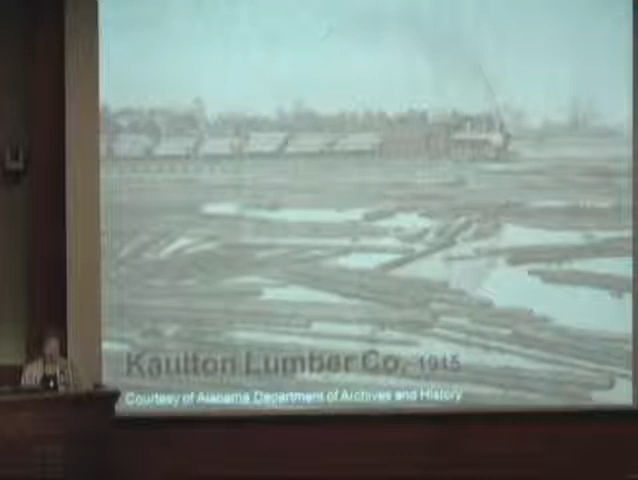 Kaulton Lumber Co, 1915
Courtesy of Alabama Department of Archives and History